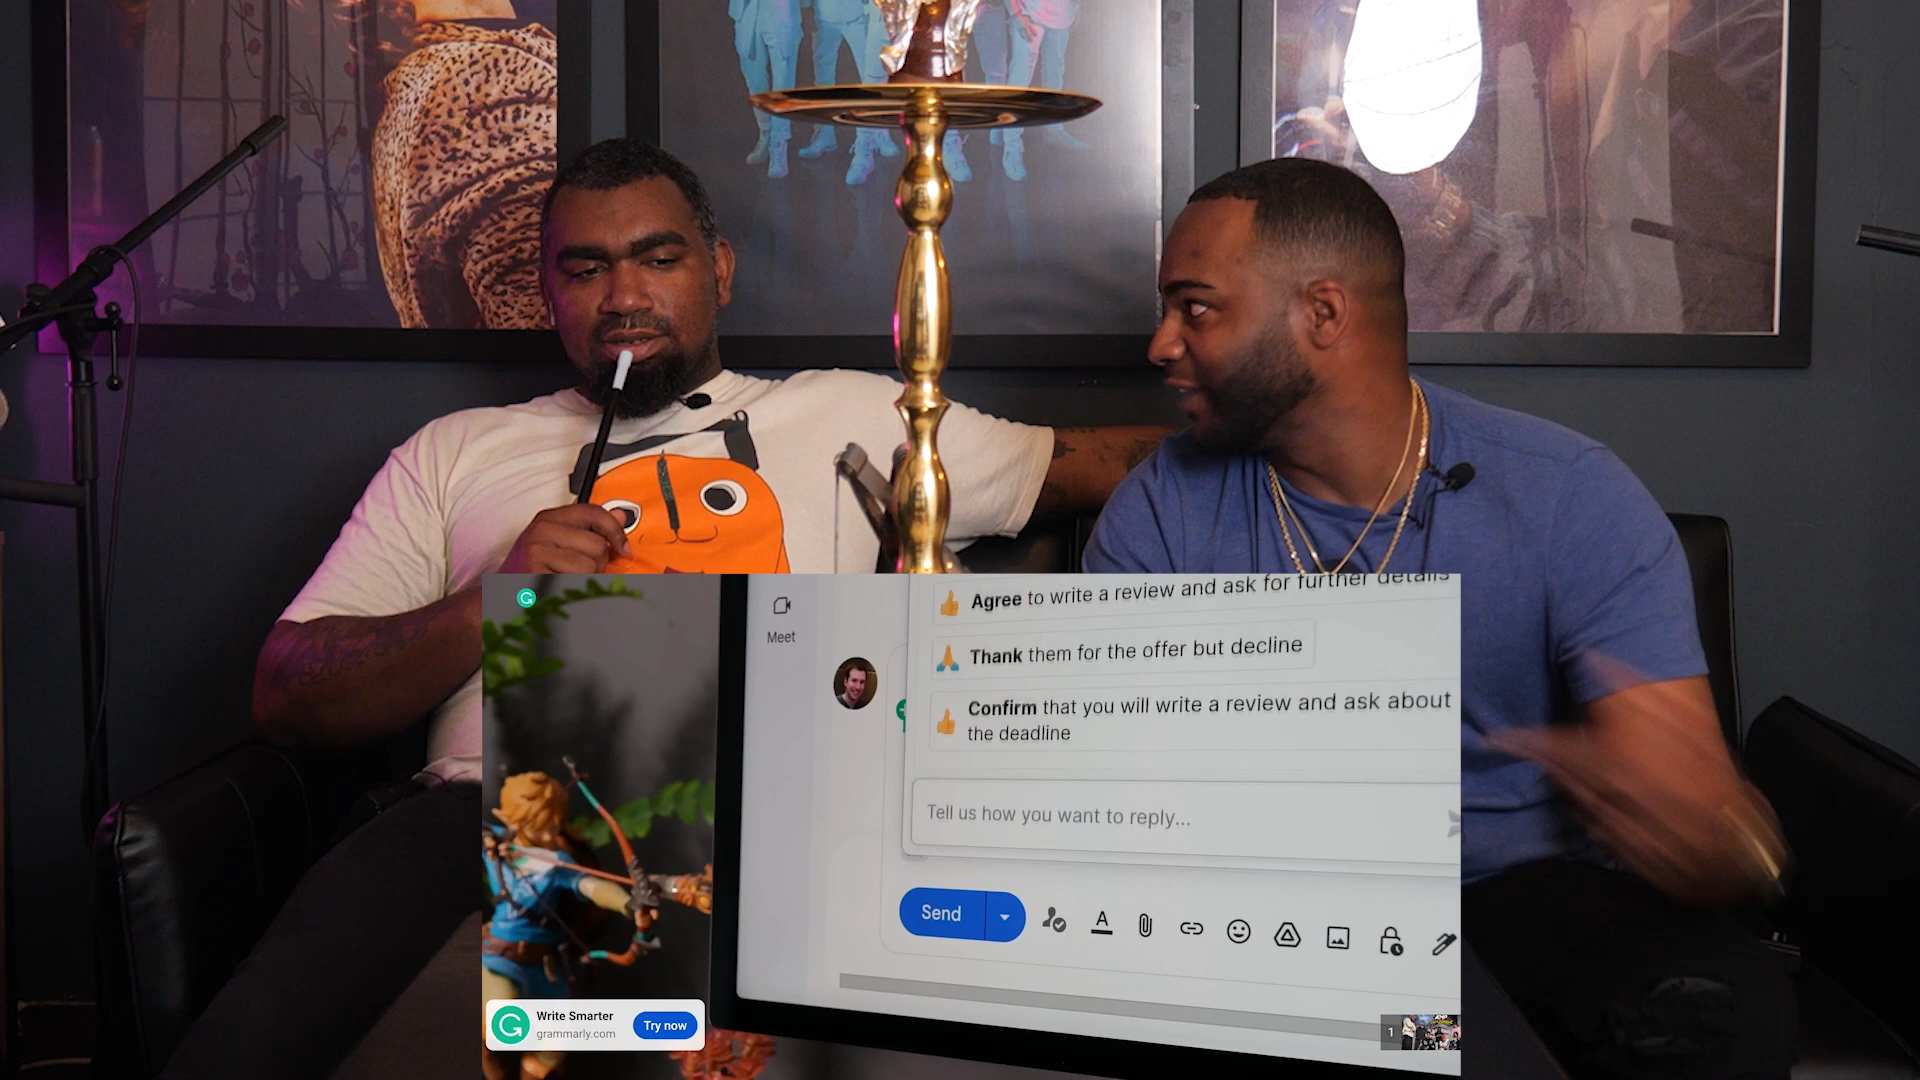 Meet
Agree to write a review and ask for further details
Thank them for the offer but decline
Confirm that you will write a review and ask about
the deadline
Tell us how you want to reply...
Send
Write Smarter
grammarly.com
Try now
1